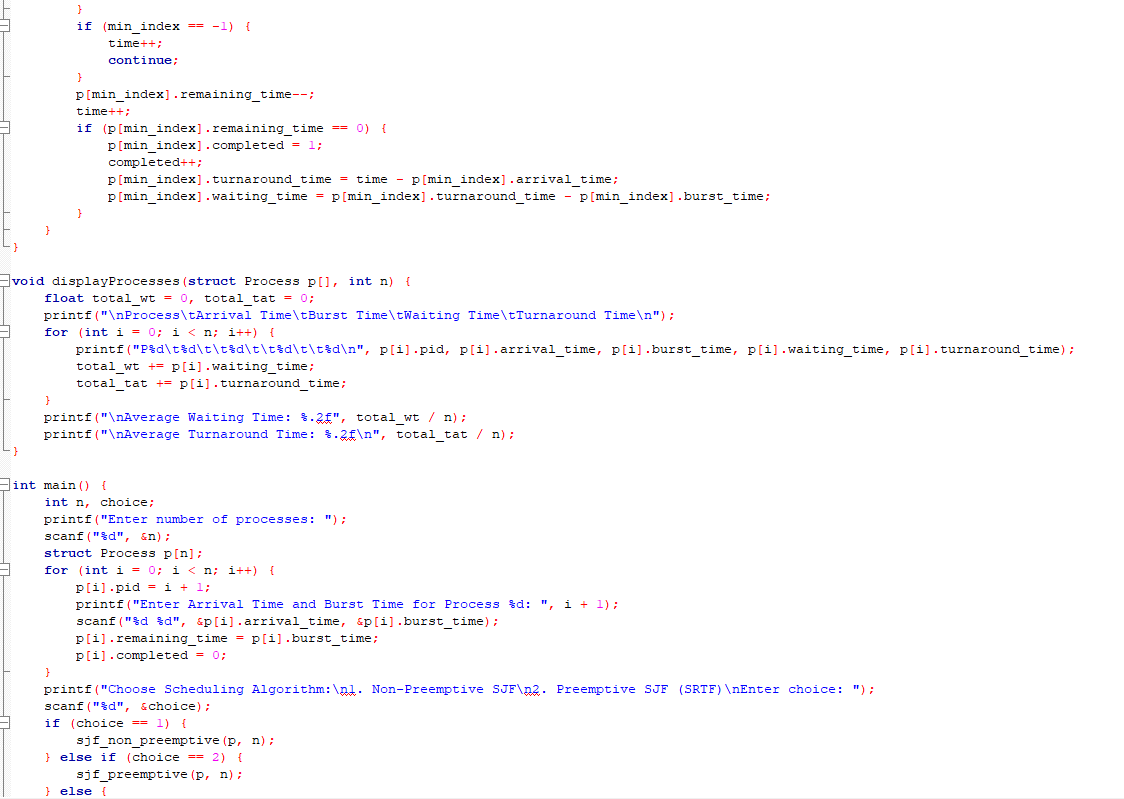 }
        if (min_index == -1) {
            time++;
            continue;
        }
        p[min_index].remaining_time--;
        time++;
        if (p[min_index].remaining_time == 0) {
            p[min_index].completed = 1;
            completed++;
            p[min_index].turnaround_time = time - p[min_index].arrival_time;
            p[min_index].waiting_time = p[min_index].turnaround_time - p[min_index].burst_time;
        }
    }
}

void displayProcesses(struct Process p[], int n) {
    float total_wt = 0, total_tat = 0;
    printf("\nProcess\tArrival Time\tBurst Time\tWaiting Time\tTurnaround Time\n");
    for (int i = 0; i < n; i++) {
        printf("P%d\t%d\t\t%d\t\t%d\t\t%d\n", p[i].pid, p[i].arrival_time, p[i].burst_time, p[i].waiting_time, p[i].turnaround_time);
        total_wt += p[i].waiting_time;
        total_tat += p[i].turnaround_time;
    }
    printf("\nAverage Waiting Time: %.2f", total_wt / n);
    printf("\nAverage Turnaround Time: %.2f\n", total_tat / n);
}

int main() {
    int n, choice;
    printf("Enter number of processes: ");
    scanf("%d", &n);
    struct Process p[n];
    for (int i = 0; i < n; i++) {
        p[i].pid = i + 1;
        printf("Enter Arrival Time and Burst Time for Process %d: ", i + 1);
        scanf("%d %d", &p[i].arrival_time, &p[i].burst_time);
        p[i].remaining_time = p[i].burst_time;
        p[i].completed = 0;
    }
    printf("Choose Scheduling Algorithm:\n1. Non-Preemptive SJF\n2. Preemptive SJF (SRTF)\nEnter choice: ");
    scanf("%d", &choice);
    if (choice == 1) {
        sjf_non_preemptive(p, n);
    } else if (choice == 2) {
        sjf_preemptive(p, n);
    } else {